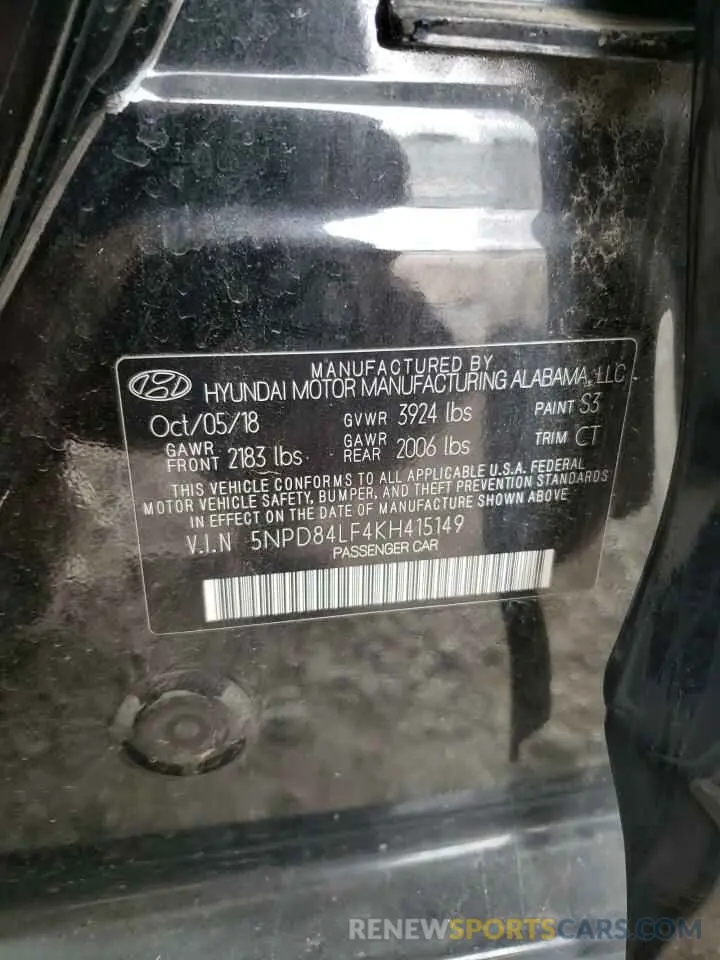 MANUFACTURED BY
HYUNDAI MOTOR MANUFACTURING ALABAMA, LLC
Oct/05/18 GVWR 3924 lbs PAINT S3
GAWR FRONT 2183 lbs GAWR REAR 2006 lbs TRIM CT
THIS VEHICLE CONFORMS TO ALL APPLICABLE U.S.A. FEDERAL
MOTOR VEHICLE SAFETY, BUMPER, AND THEFT PREVENTION STANDARDS
IN EFFECT ON THE DATE OF MANUFACTURE SHOWN ABOVE
V.I.N 5NPD84LF4KH415149
PASSENGER CAR
RENEWSPORTSCARS.COM